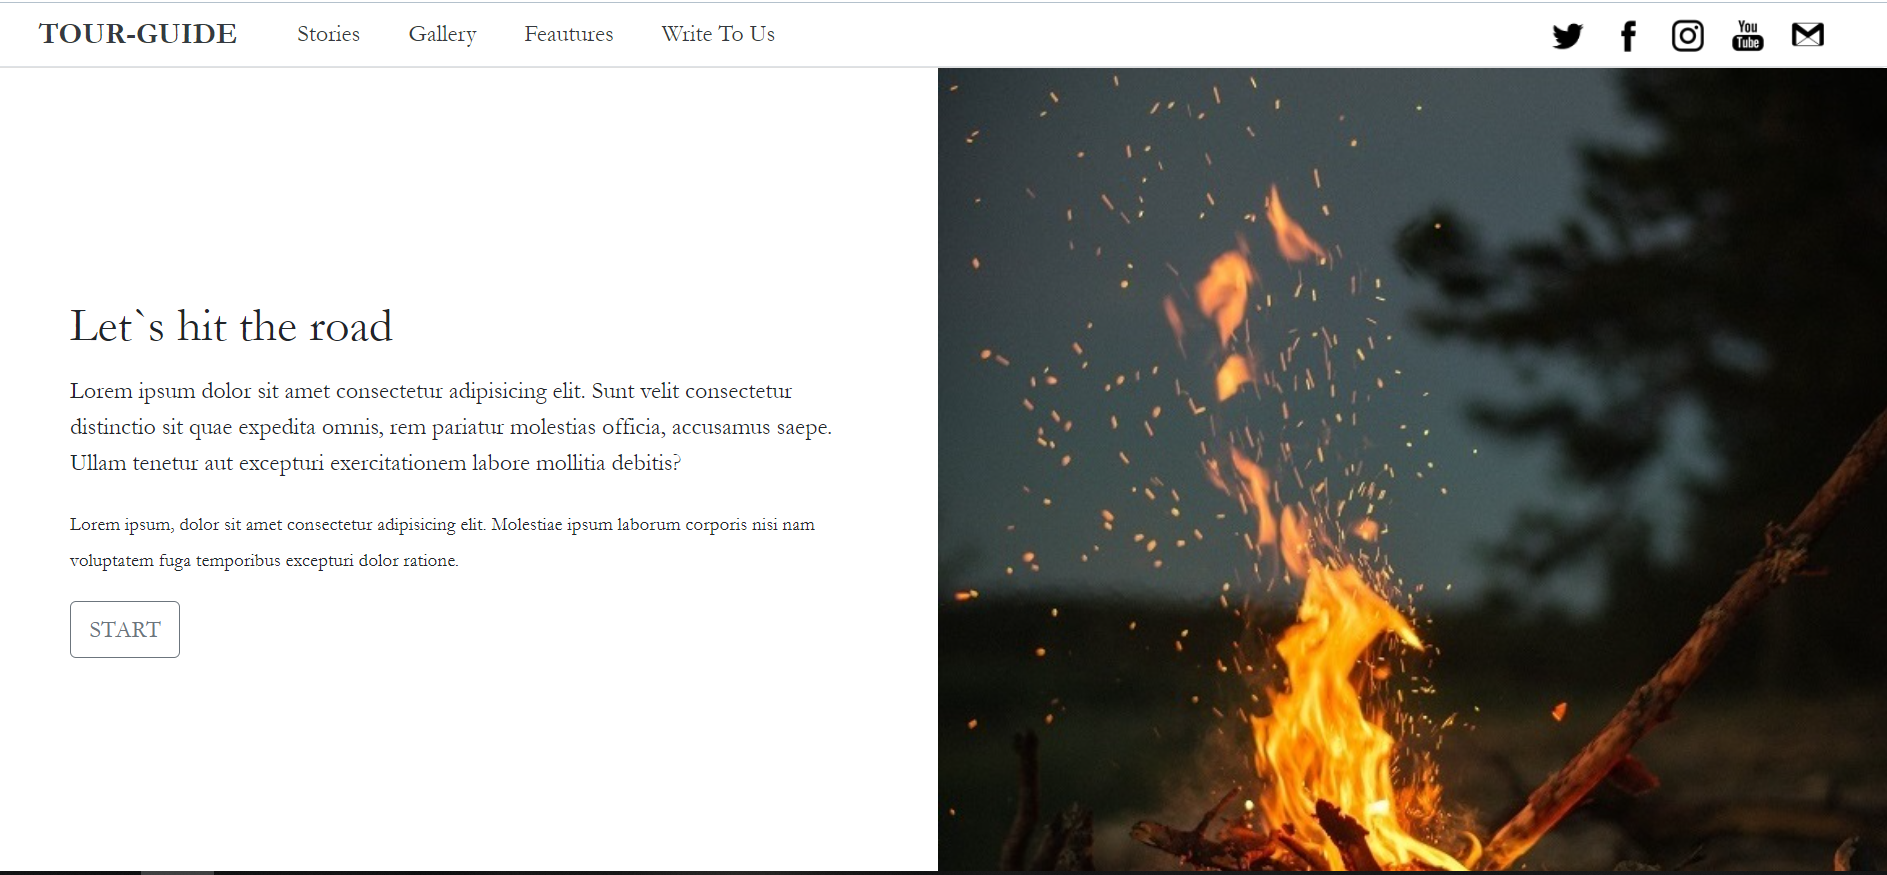 TOUR-GUIDE Stories Gallery Feautures Write To Us You Tube
Let`s hit the road
Lorem ipsum dolor sit amet consectetur adipisicing elit. Sunt velit consectetur
distinctio sit quae expedita omnis, rem pariatur molestias officia, accusamus saepe.
Ullam tenetur aut excepturi exercitationem labore mollitia debitis?
Lorem ipsum, dolor sit amet consectetur adipisicing elit. Molestiae ipsum laborum corporis nisi nam
voluptatem fuga temporibus excepturi dolor ratione.
START